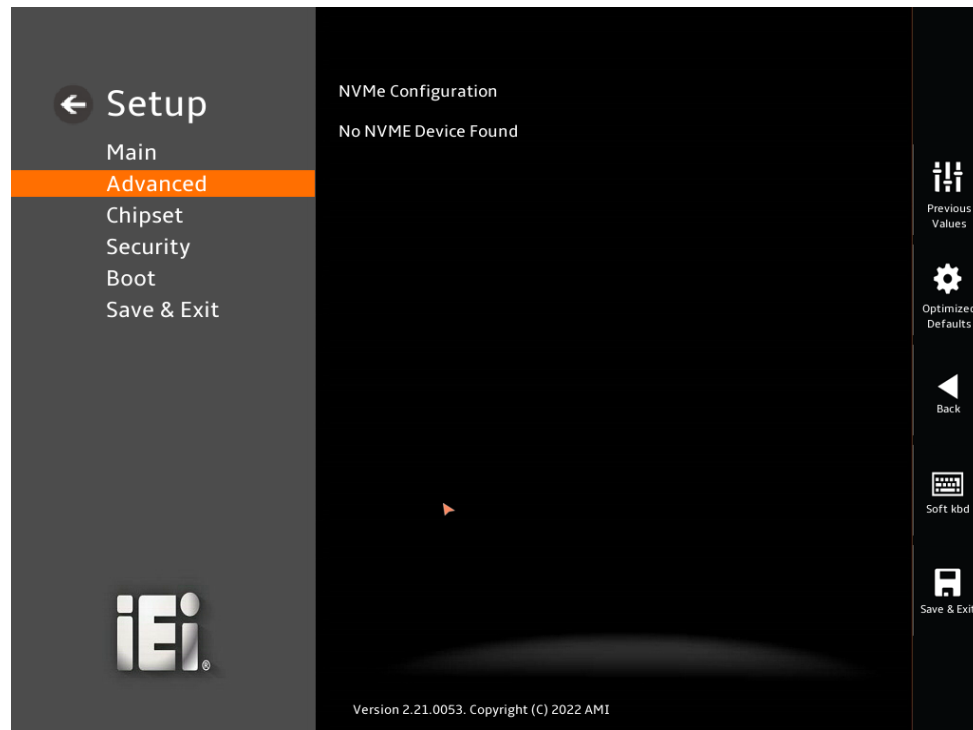 Setup
Main
Advanced
Chipset
Security
Boot
Save & Exit
iEi®
NVMe Configuration
No NVME Device Found
Version 2.21.0053. Copyright (C) 2022 AMI
Previous
Values
Optimized
Defaults
Back
Soft kbd
Save & Exit